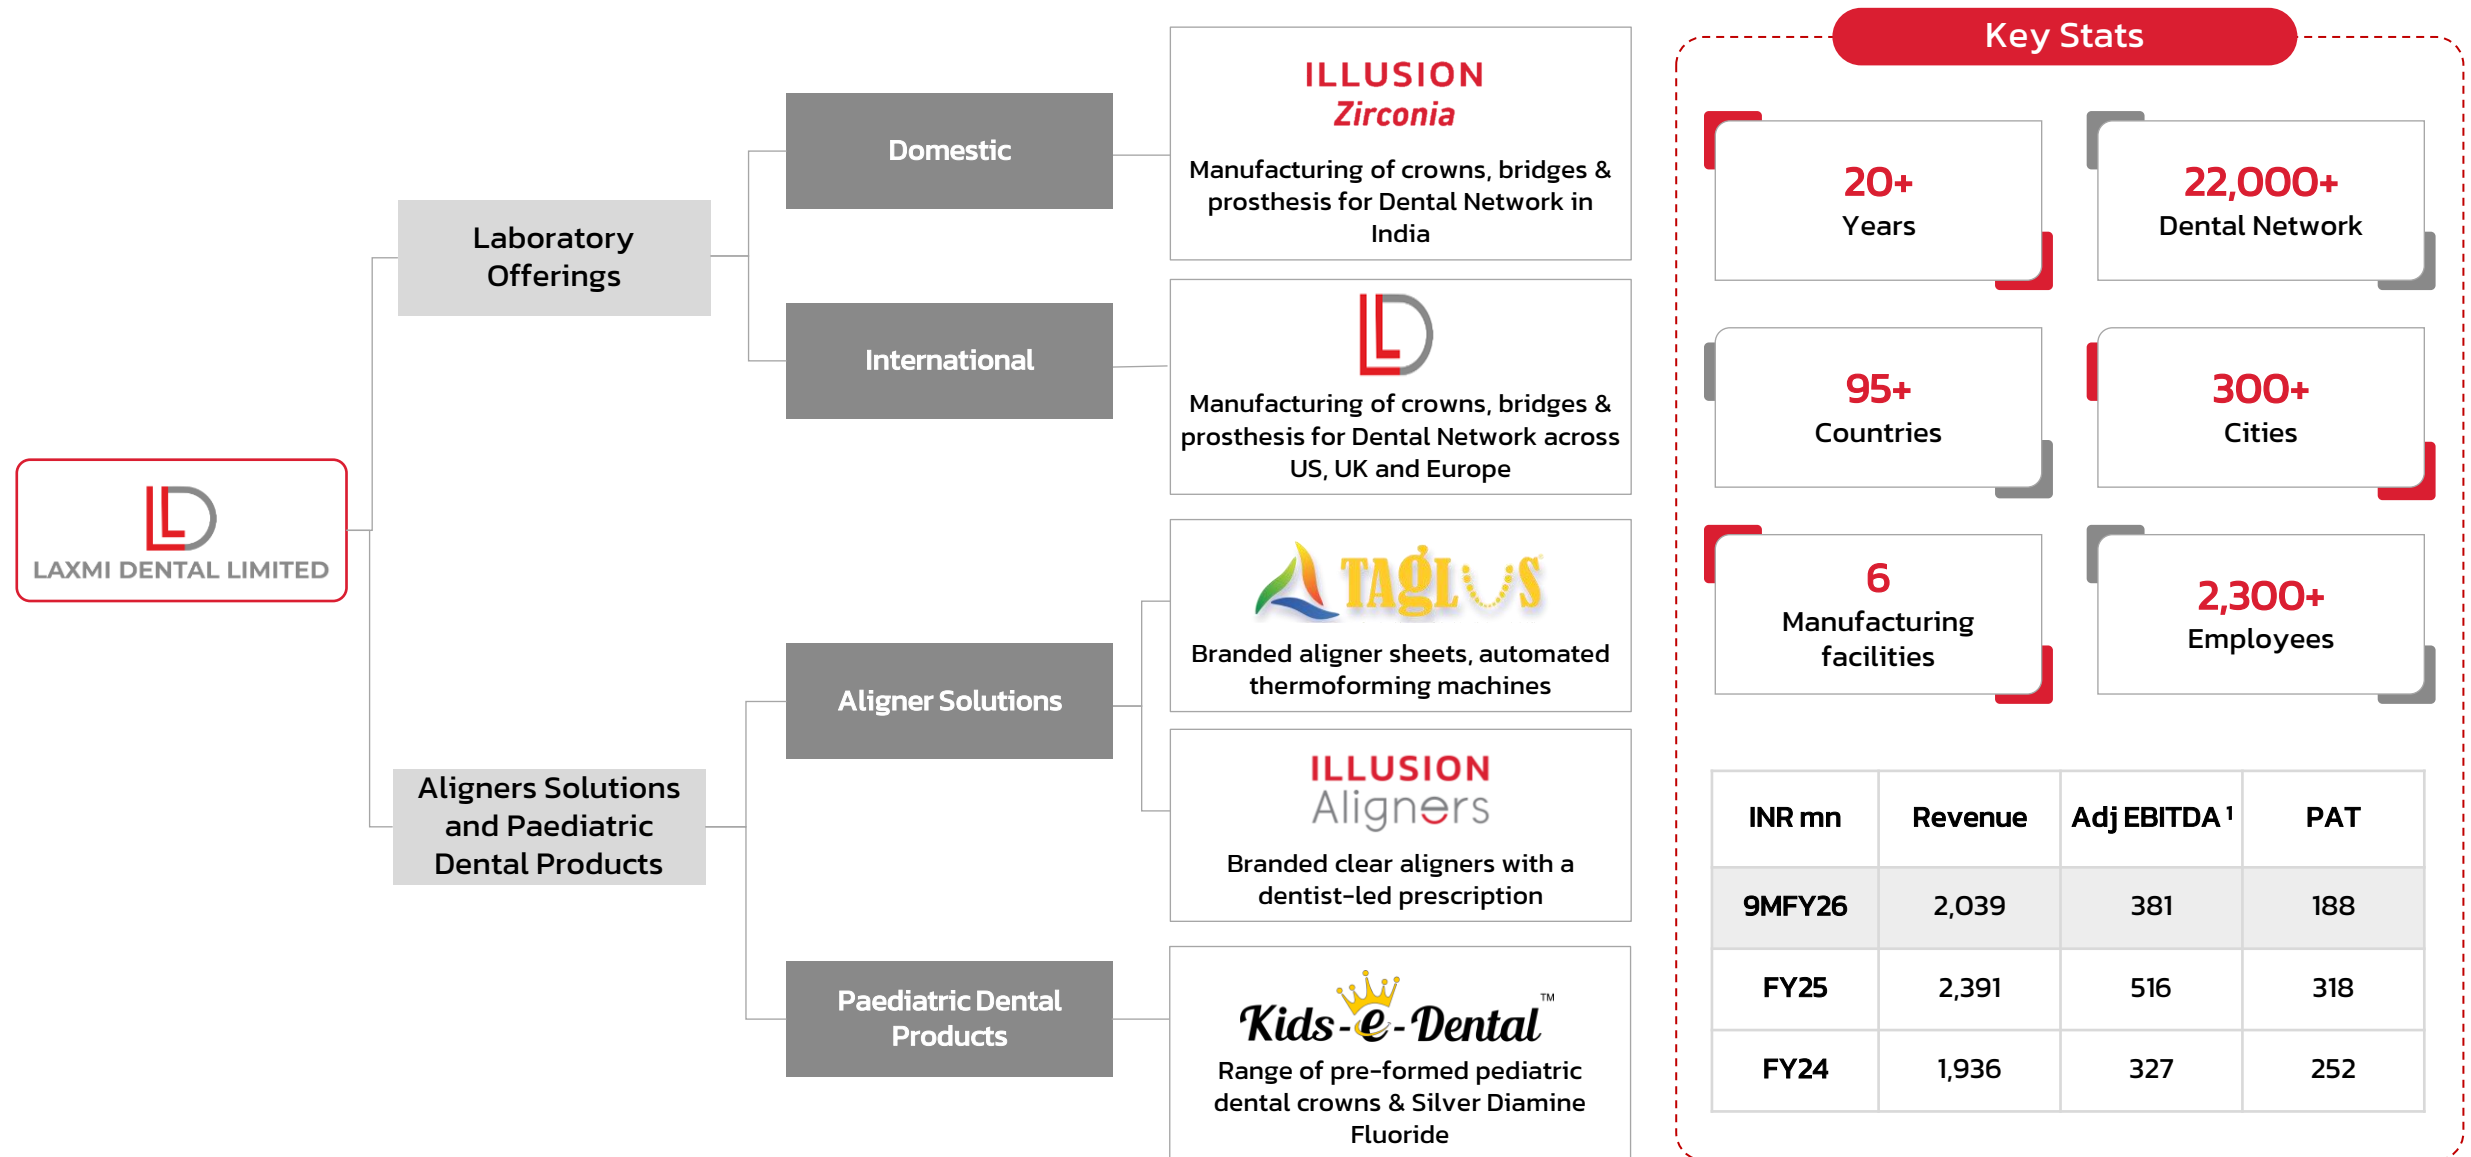 LAXMI DENTAL LIMITED
Laboratory
Offerings
Aligners Solutions
and Paediatric
Dental Products
Domestic
International
Aligner Solutions
Paediatric Dental
Products
ILLUSION
Zirconia
Manufacturing of crowns, bridges &
prosthesis for Dental Network in
India
LD
Manufacturing of crowns, bridges &
prosthesis for Dental Network across
US, UK and Europe
TAGLUS
Branded aligner sheets, automated
thermoforming machines
ILLUSION
Aligners
Branded clear aligners with a
dentist-led prescription
Kids-e-Dental™
Range of pre-formed pediatric
dental crowns & Silver Diamine
Fluoride
Key Stats
20+
Years
22,000+
Dental Network
95+
Countries
300+
Cities
6
Manufacturing
facilities
2,300+
Employees
INR mn Revenue Adj EBITDA ¹ PAT
9MFY26 2,039 381 188
FY25 2,391 516 318
FY24 1,936 327 252